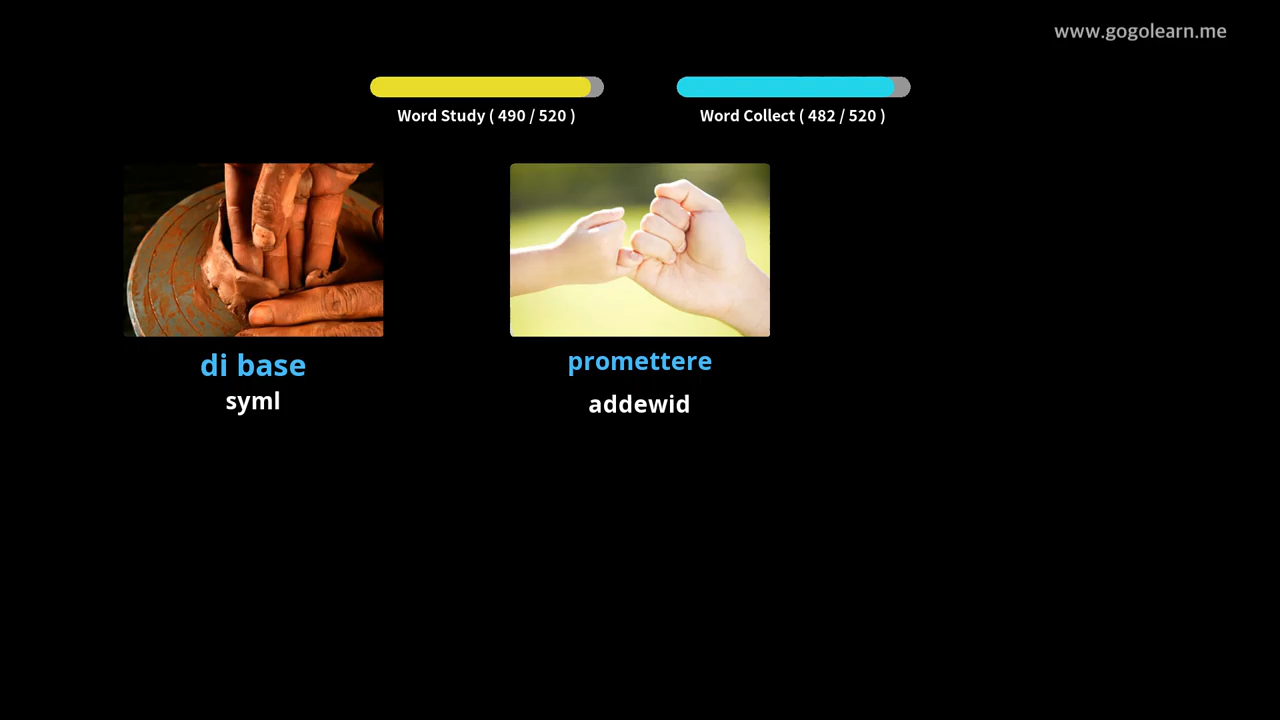 www.gogolearn.me
Word Study ( 490 / 520 )
Word Collect ( 482 / 520 )
di base
syml
promettere
addewid